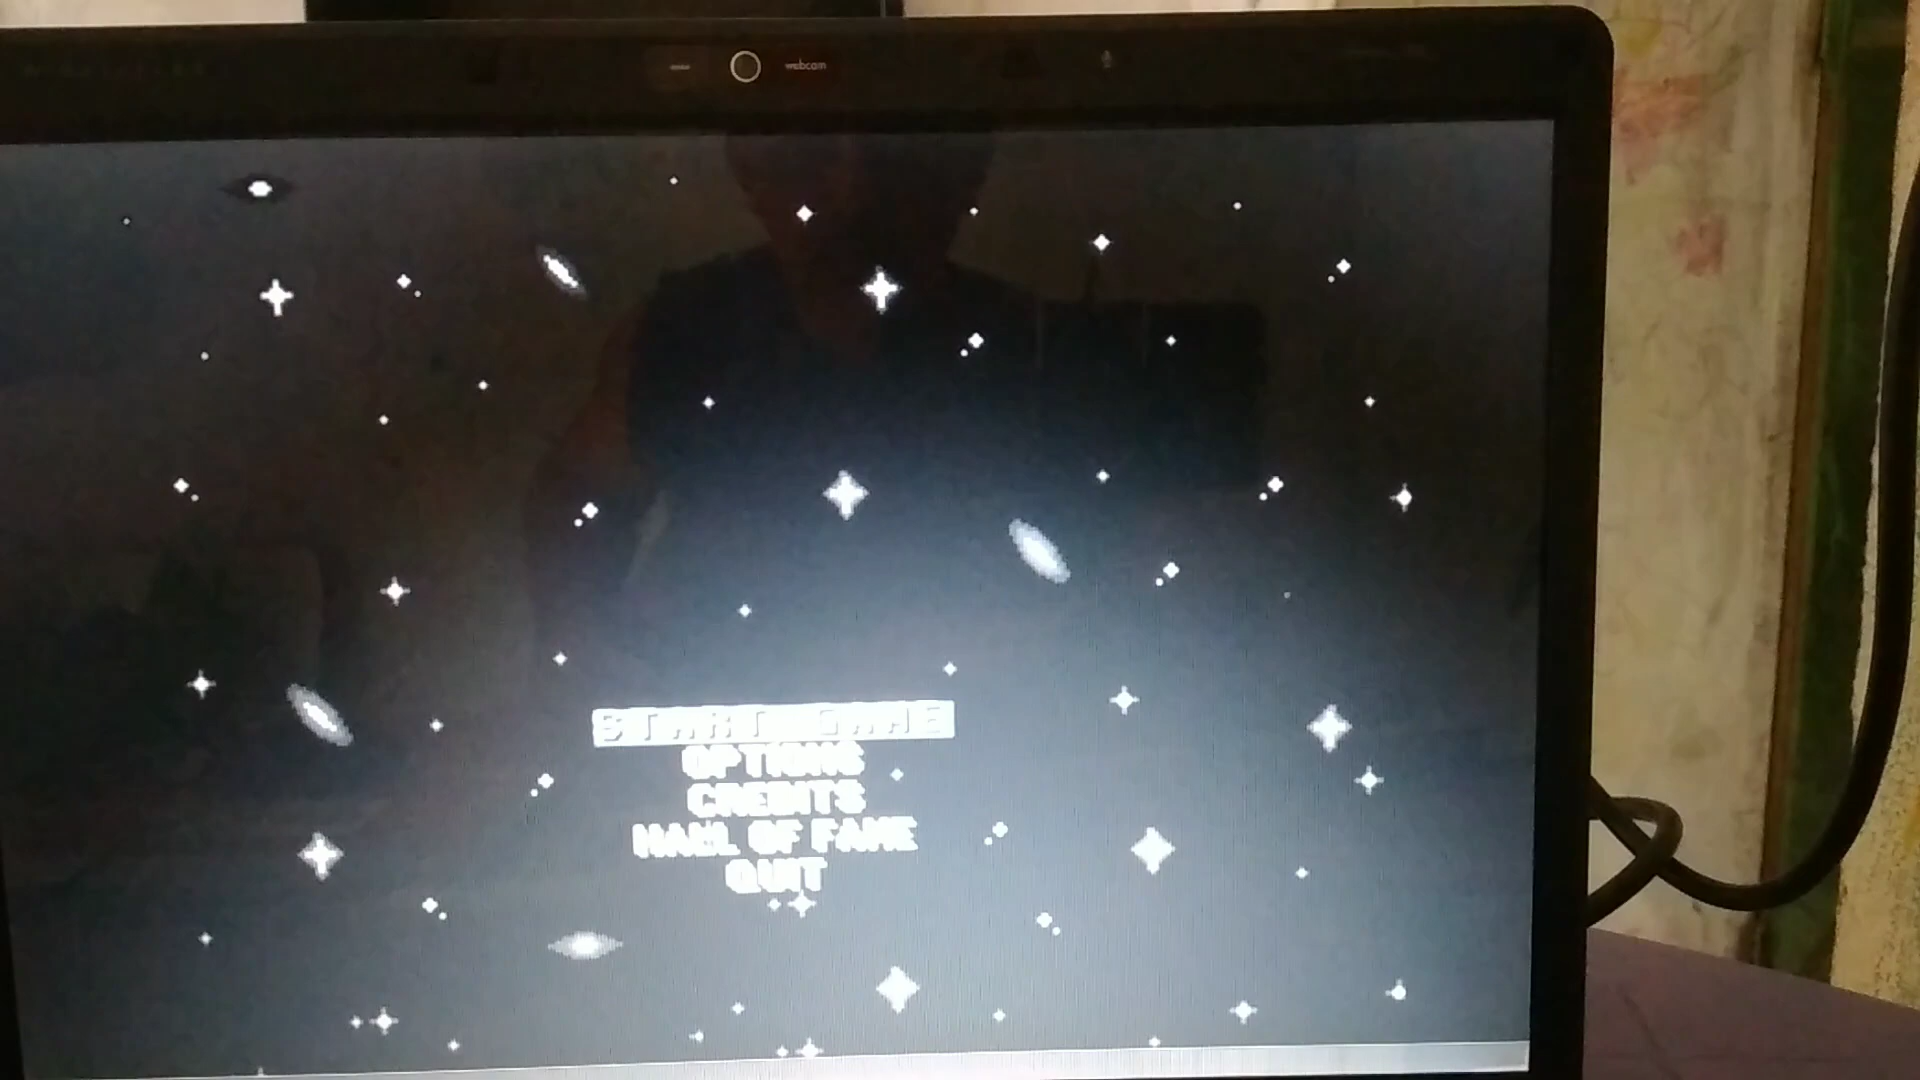 webcam
START GAME
OPTIONS
CREDITS
HALL OF FAME
QUIT